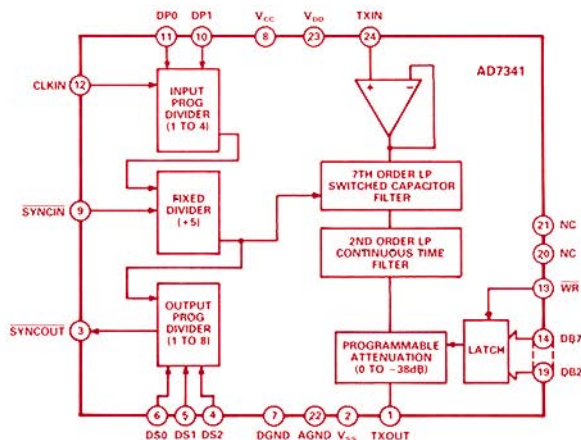 DP0 DP1 VCC VDD TXIN
11 10 8 23 24
AD7341
CLKIN 12
INPUT
PROG
DIVIDER
(1 TO 4)
+ −
7TH ORDER LP
SWITCHED CAPACITOR
FILTER
SYNCIN 9
FIXED
DIVIDER
(÷5)
21 NC
20 NC
2ND ORDER LP
CONTINUOUS TIME
FILTER
13 WR
SYNCOUT 3
OUTPUT
PROG
DIVIDER
(1 TO 8)
PROGRAMMABLE
ATTENUATION
(0 TO −38dB)
LATCH
14 DB7
19 DB2
6 5 4 7 22 2 1
DS0 DS1 DS2 DGND AGND VSS TXOUT